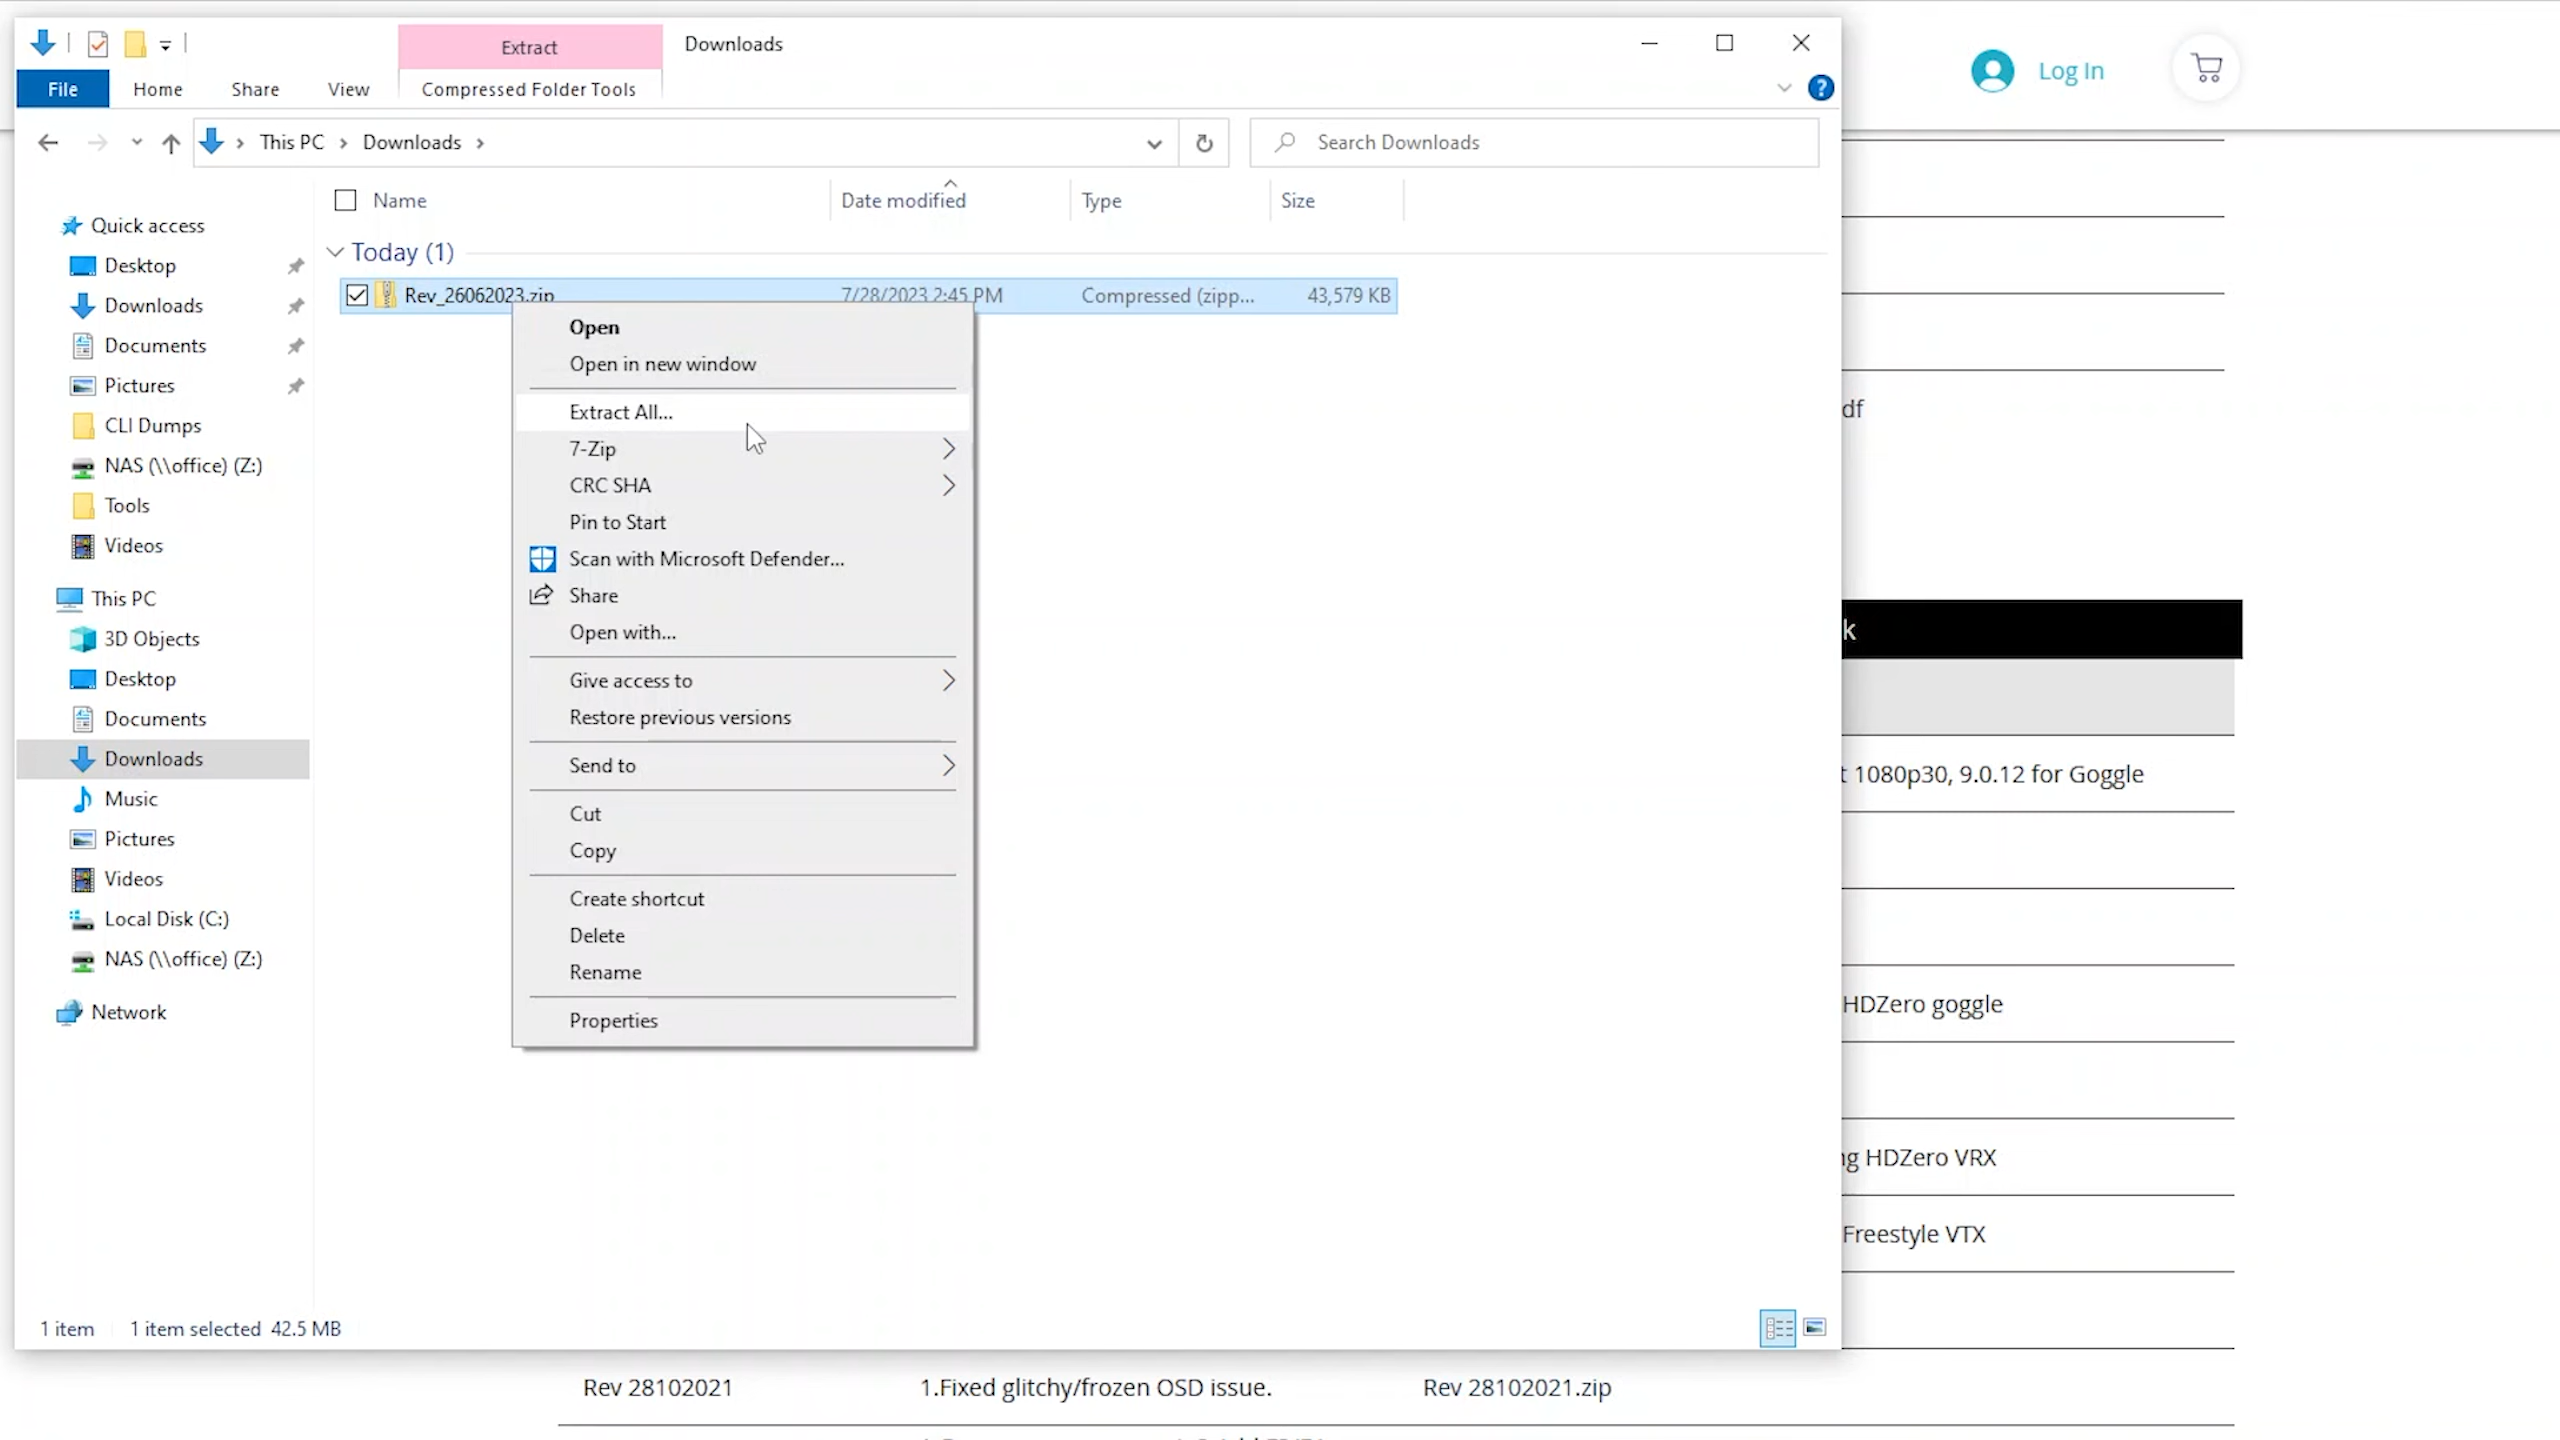 Extract
Downloads
File
Home
Share
View
Compressed Folder Tools
Log In
This PC
Downloads
Search Downloads
Name
Date modified
Type
Size
Quick access
Desktop
Downloads
Documents
Pictures
CLI Dumps
NAS (\\office) (Z:)
Tools
Videos
This PC
3D Objects
Desktop
Documents
Downloads
Music
Pictures
Videos
Local Disk (C:)
NAS (\\office) (Z:)
Network
Today (1)
Rev_26062023.zip 7/28/2023 2:45 PM Compressed (zipp... 43,579 KB
Open
Open in new window
Extract All...
7-Zip
CRC SHA
Pin to Start
Scan with Microsoft Defender...
Share
Open with...
Give access to
Restore previous versions
Send to
Cut
Copy
Create shortcut
Delete
Rename
Properties
df
k
t 1080p30, 9.0.12 for Goggle
HDZero goggle
ng HDZero VRX
Freestyle VTX
1 item 1 item selected 42.5 MB
Rev 28102021 1.Fixed glitchy/frozen OSD issue. Rev 28102021.zip